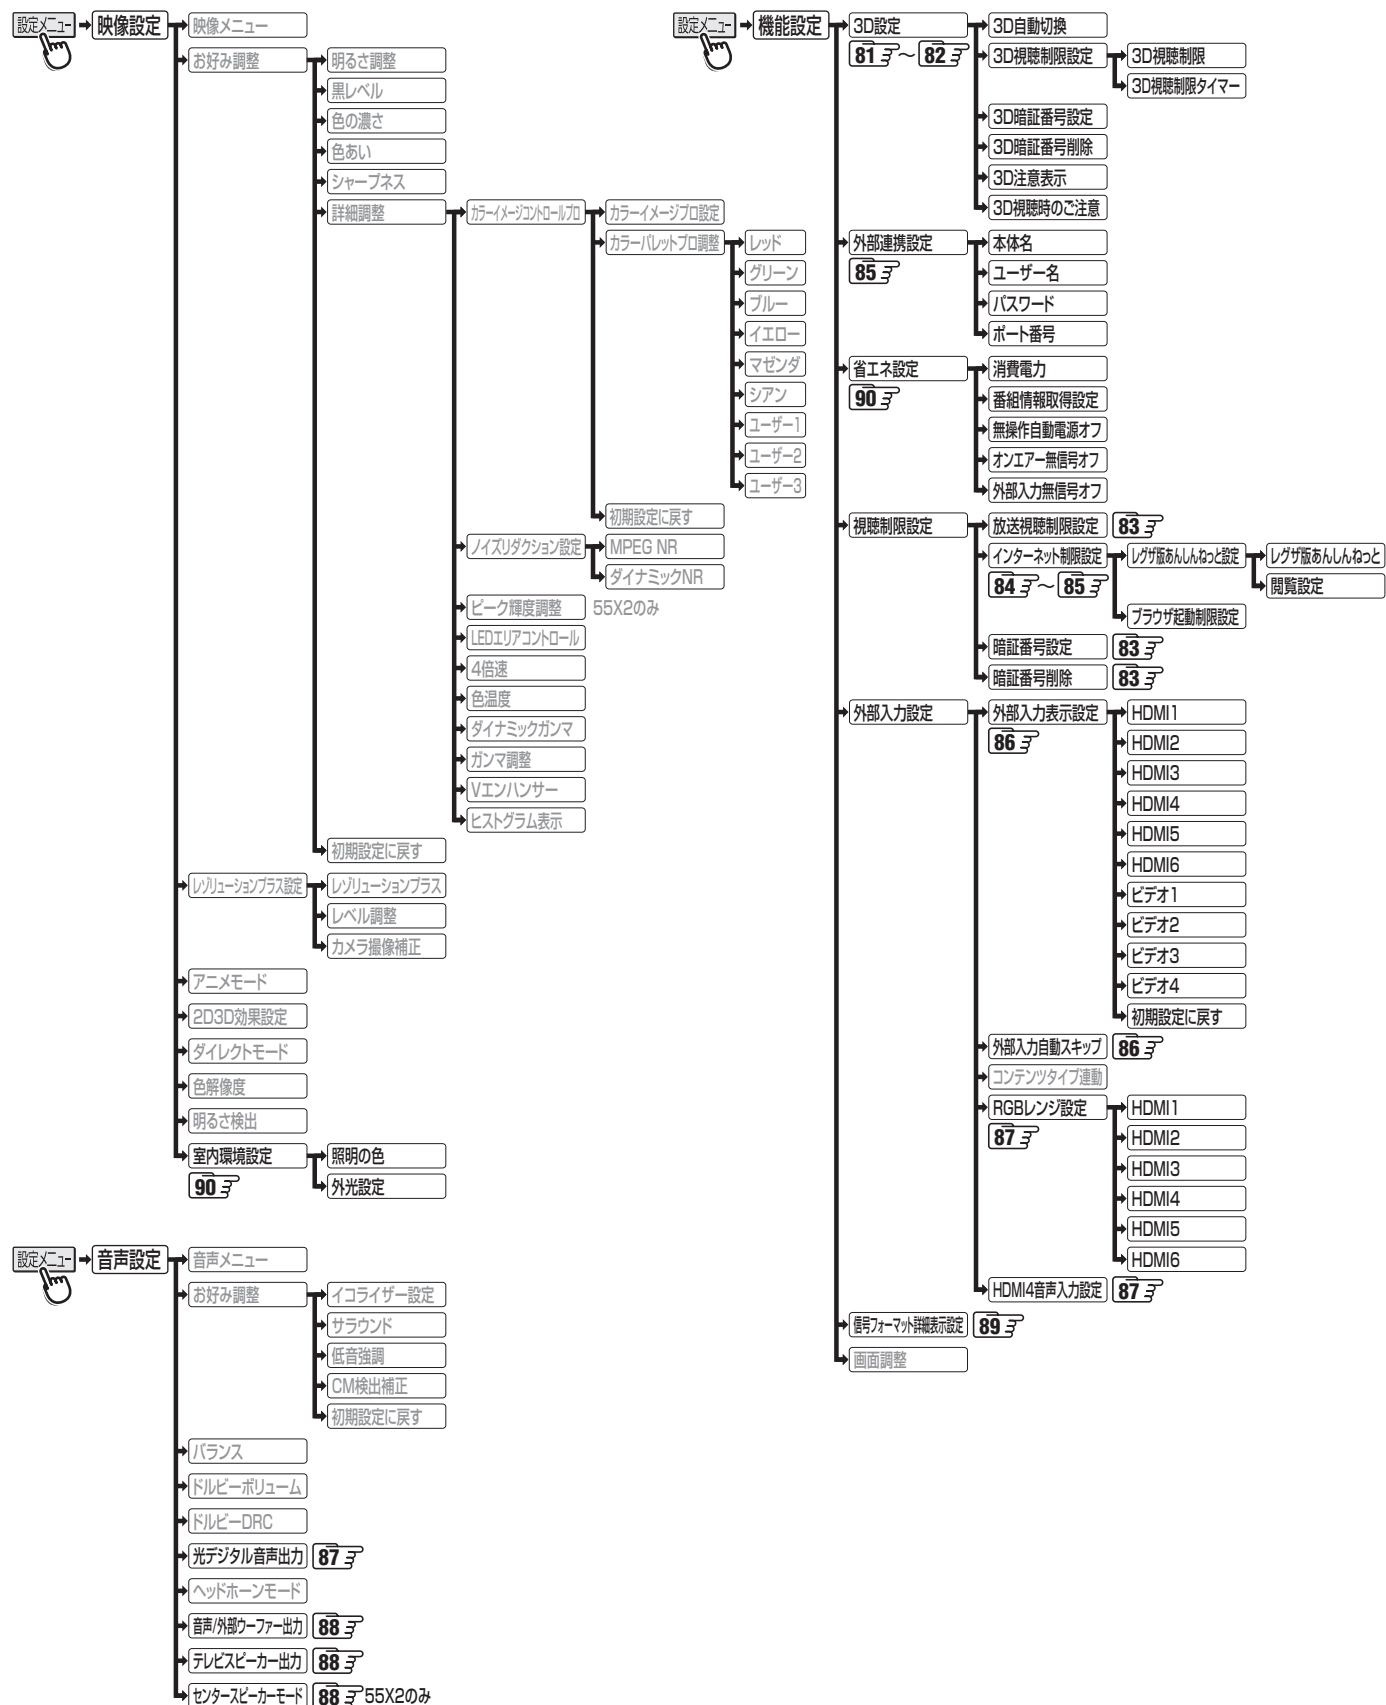 設定メニュー
映像設定
映像メニュー
お好み調整
明るさ調整
黒レベル
色の濃さ
色あい
シャープネス
詳細調整
カラーイメージコントロールプロ
カラーイメージプロ設定
カラーパレットプロ調整
レッド
グリーン
ブルー
イエロー
マゼンダ
シアン
ユーザー1
ユーザー2
ユーザー3
初期設定に戻す
ノイズリダクション設定
MPEG NR
ダイナミックNR
ピーク輝度調整 55X2のみ
LEDエリアコントロール
4倍速
色温度
ダイナミックガンマ
ガンマ調整
Vエンハンサー
ヒストグラム表示
初期設定に戻す
レゾリューションプラス設定
レゾリューションプラス
レベル調整
カメラ撮像補正
アニメモード
2D3D効果設定
ダイレクトモード
色解像度
明るさ検出
室内環境設定
90
照明の色
外光設定
設定メニュー
音声設定
音声メニュー
お好み調整
イコライザー設定
サラウンド
低音強調
CM検出補正
初期設定に戻す
バランス
ドルビーボリューム
ドルビーDRC
光デジタル音声出力 87
ヘッドホーンモード
音声/外部ウーファー出力 88
テレビスピーカー出力 88
センタースピーカーモード 88 55X2のみ
設定メニュー
機能設定
3D設定
81 ～ 82
3D自動切換
3D視聴制限設定
3D視聴制限
3D視聴制限タイマー
3D暗証番号設定
3D暗証番号削除
3D注意表示
3D視聴時のご注意
外部連携設定
85
本体名
ユーザー名
パスワード
ポート番号
省エネ設定
90
消費電力
番組情報取得設定
無操作自動電源オフ
オンエアー無信号オフ
外部入力無信号オフ
視聴制限設定
放送視聴制限設定 83
インターネット制限設定
84 ～ 85
レグザ版あんしんねっと設定
レグザ版あんしんねっと
閲覧設定
ブラウザ起動制限設定
暗証番号設定 83
暗証番号削除 83
外部入力設定
外部入力表示設定
86
HDMI1
HDMI2
HDMI3
HDMI4
HDMI5
HDMI6
ビデオ1
ビデオ2
ビデオ3
ビデオ4
初期設定に戻す
外部入力自動スキップ 86
コンテンツタイプ連動
RGBレンジ設定
87
HDMI1
HDMI2
HDMI3
HDMI4
HDMI5
HDMI6
HDMI4音声入力設定 87
信号フォーマット詳細表示設定 89
画面調整